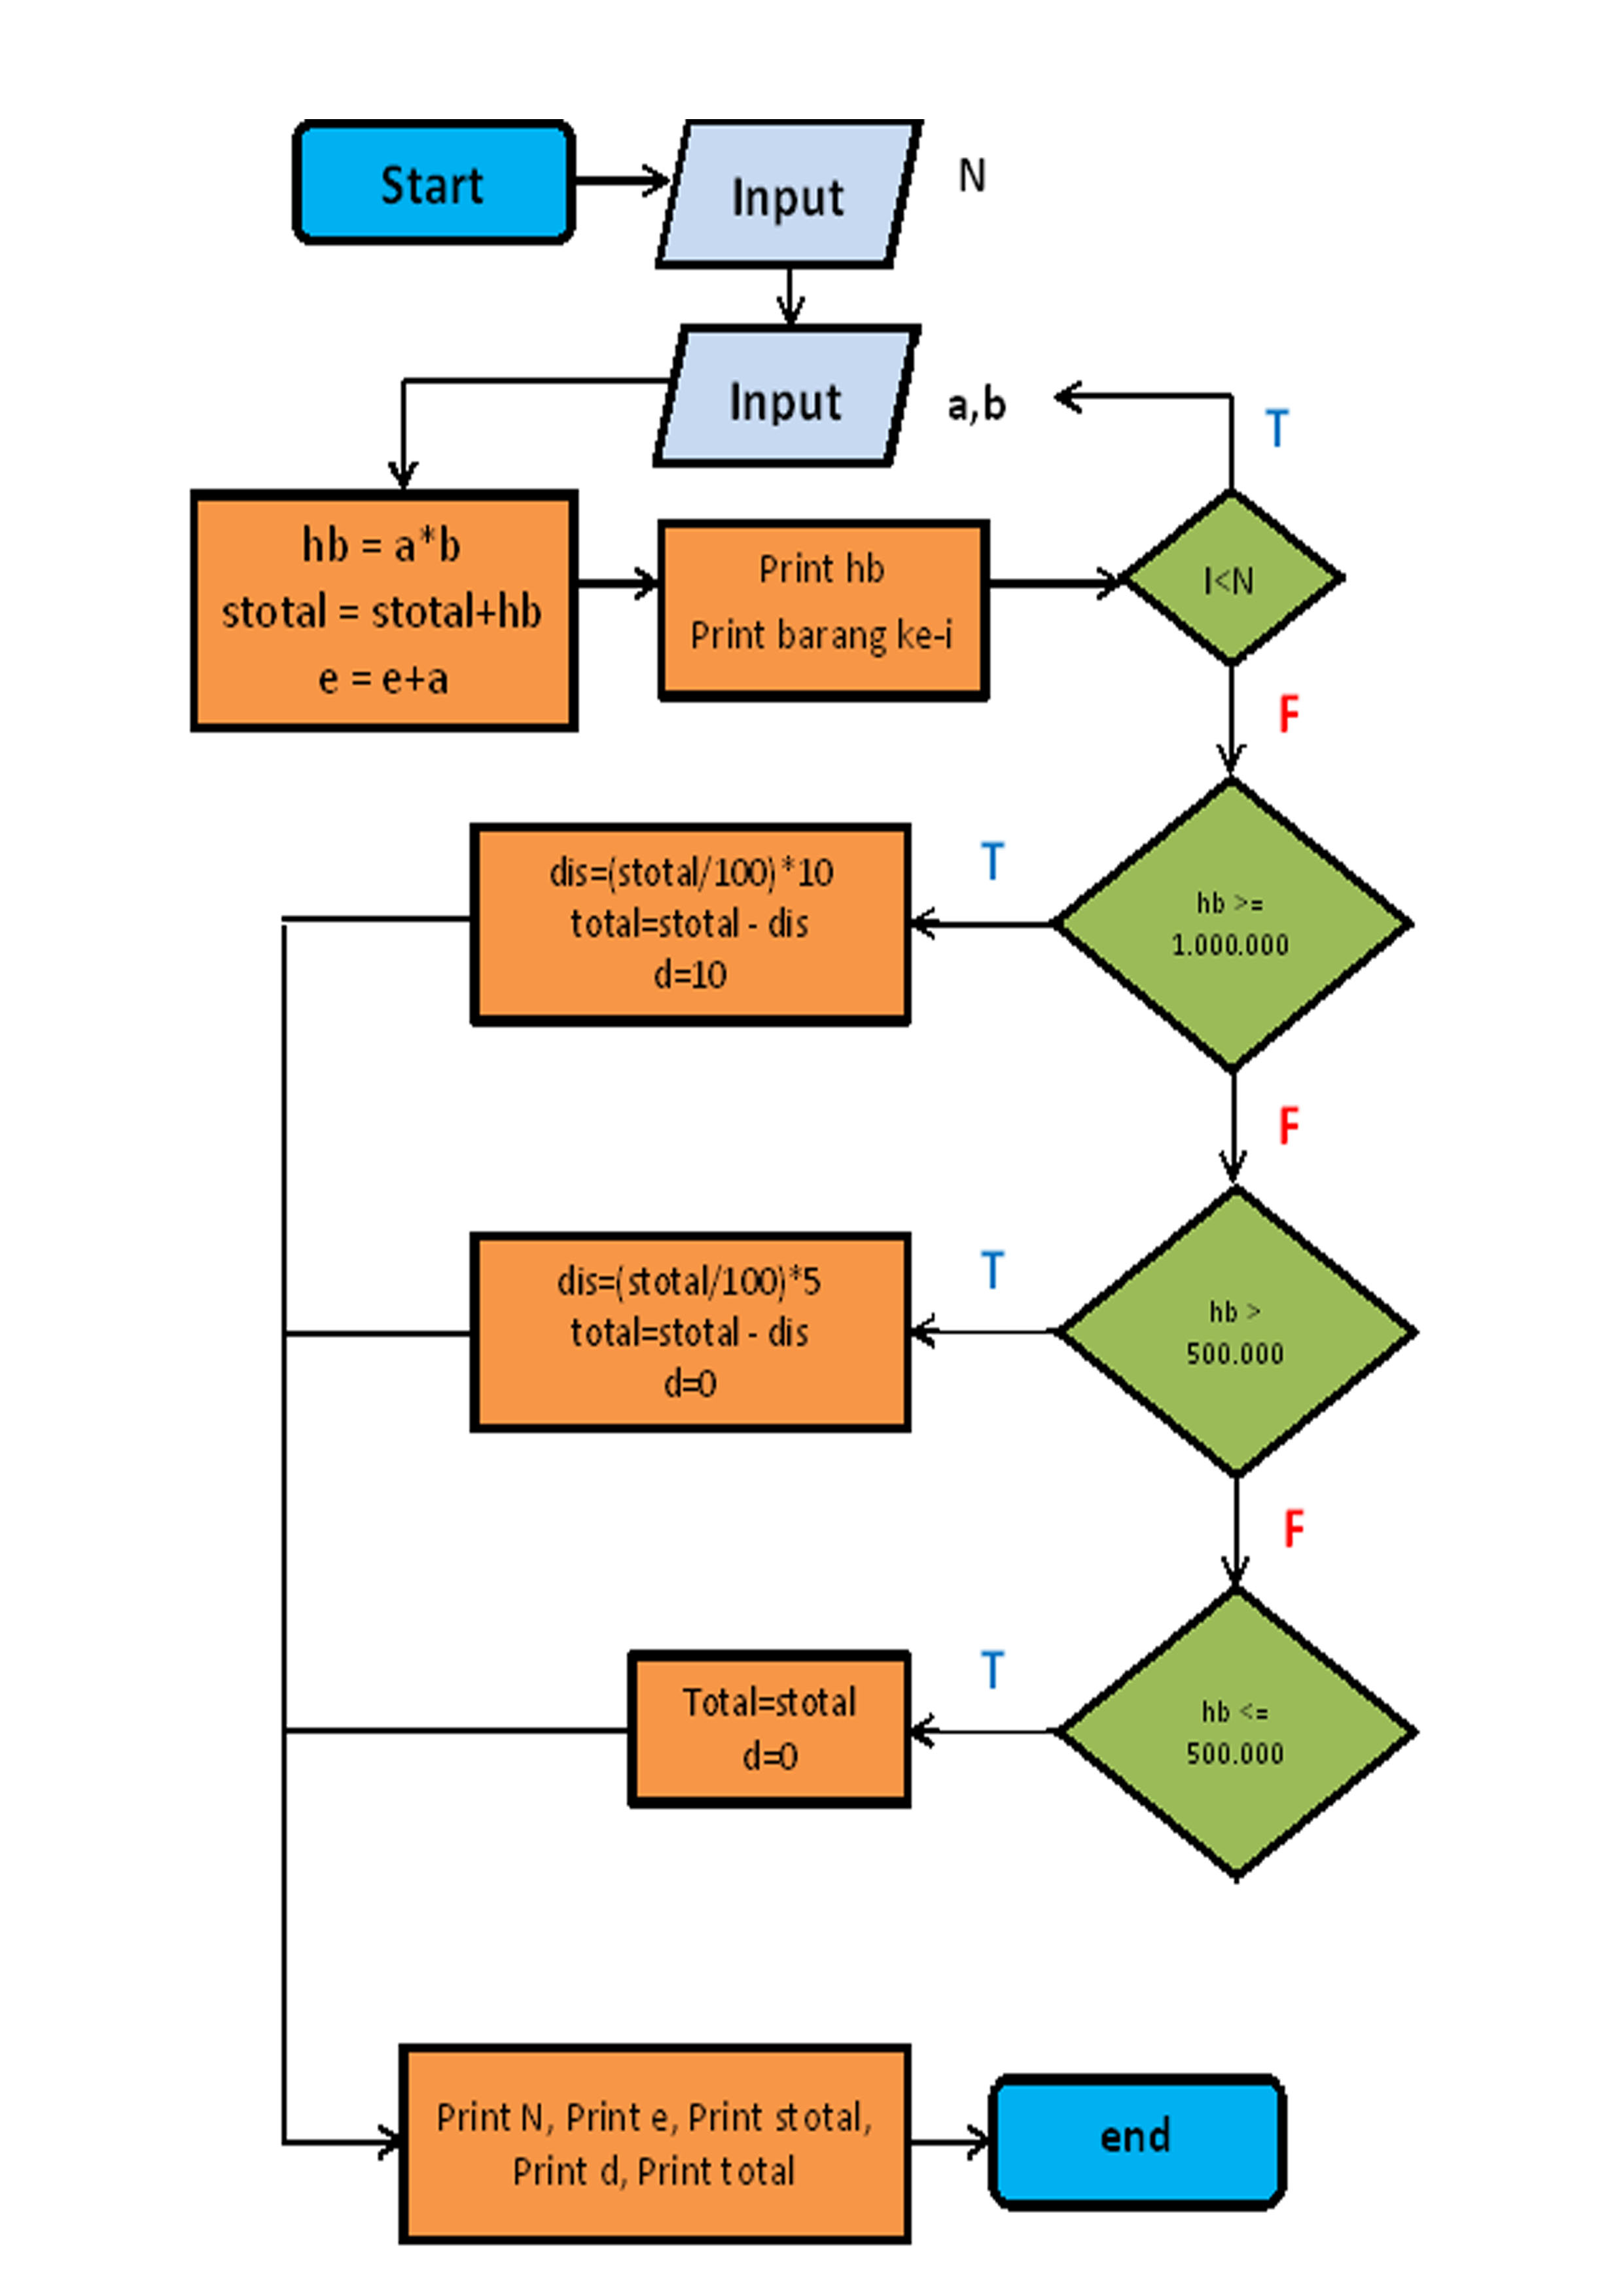 Start
Input
N
Input
a,b
T
hb = a*b
stotal = stotal+hb
e = e+a
Print hb
Print barang ke-i
I<N
F
dis=(stotal/100)*10
total=stotal - dis
d=10
T
hb >=
1.000.000
F
dis=(stotal/100)*5
total=stotal - dis
d=0
T
hb >
500.000
F
Total=stotal
d=0
T
hb <=
500.000
Print N, Print e, Print stotal,
Print d, Print total
end